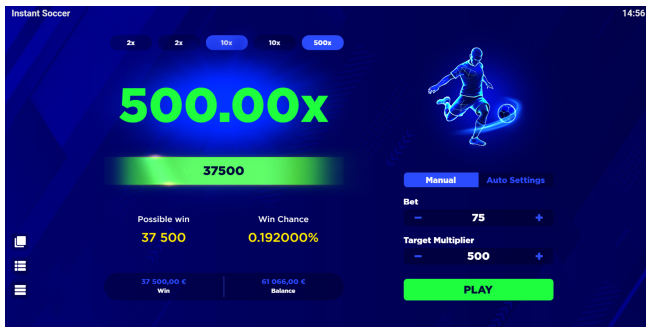 Instant Soccer
14:56
2x 2x 10x 10x 500x
500.00x
37500
Possible win Win Chance
37 500 0.192000%
37 500,00 € 61 066,00 €
Win Balance
Manual Auto Settings
Bet
− 75 +
Target Multiplier
− 500 +
PLAY